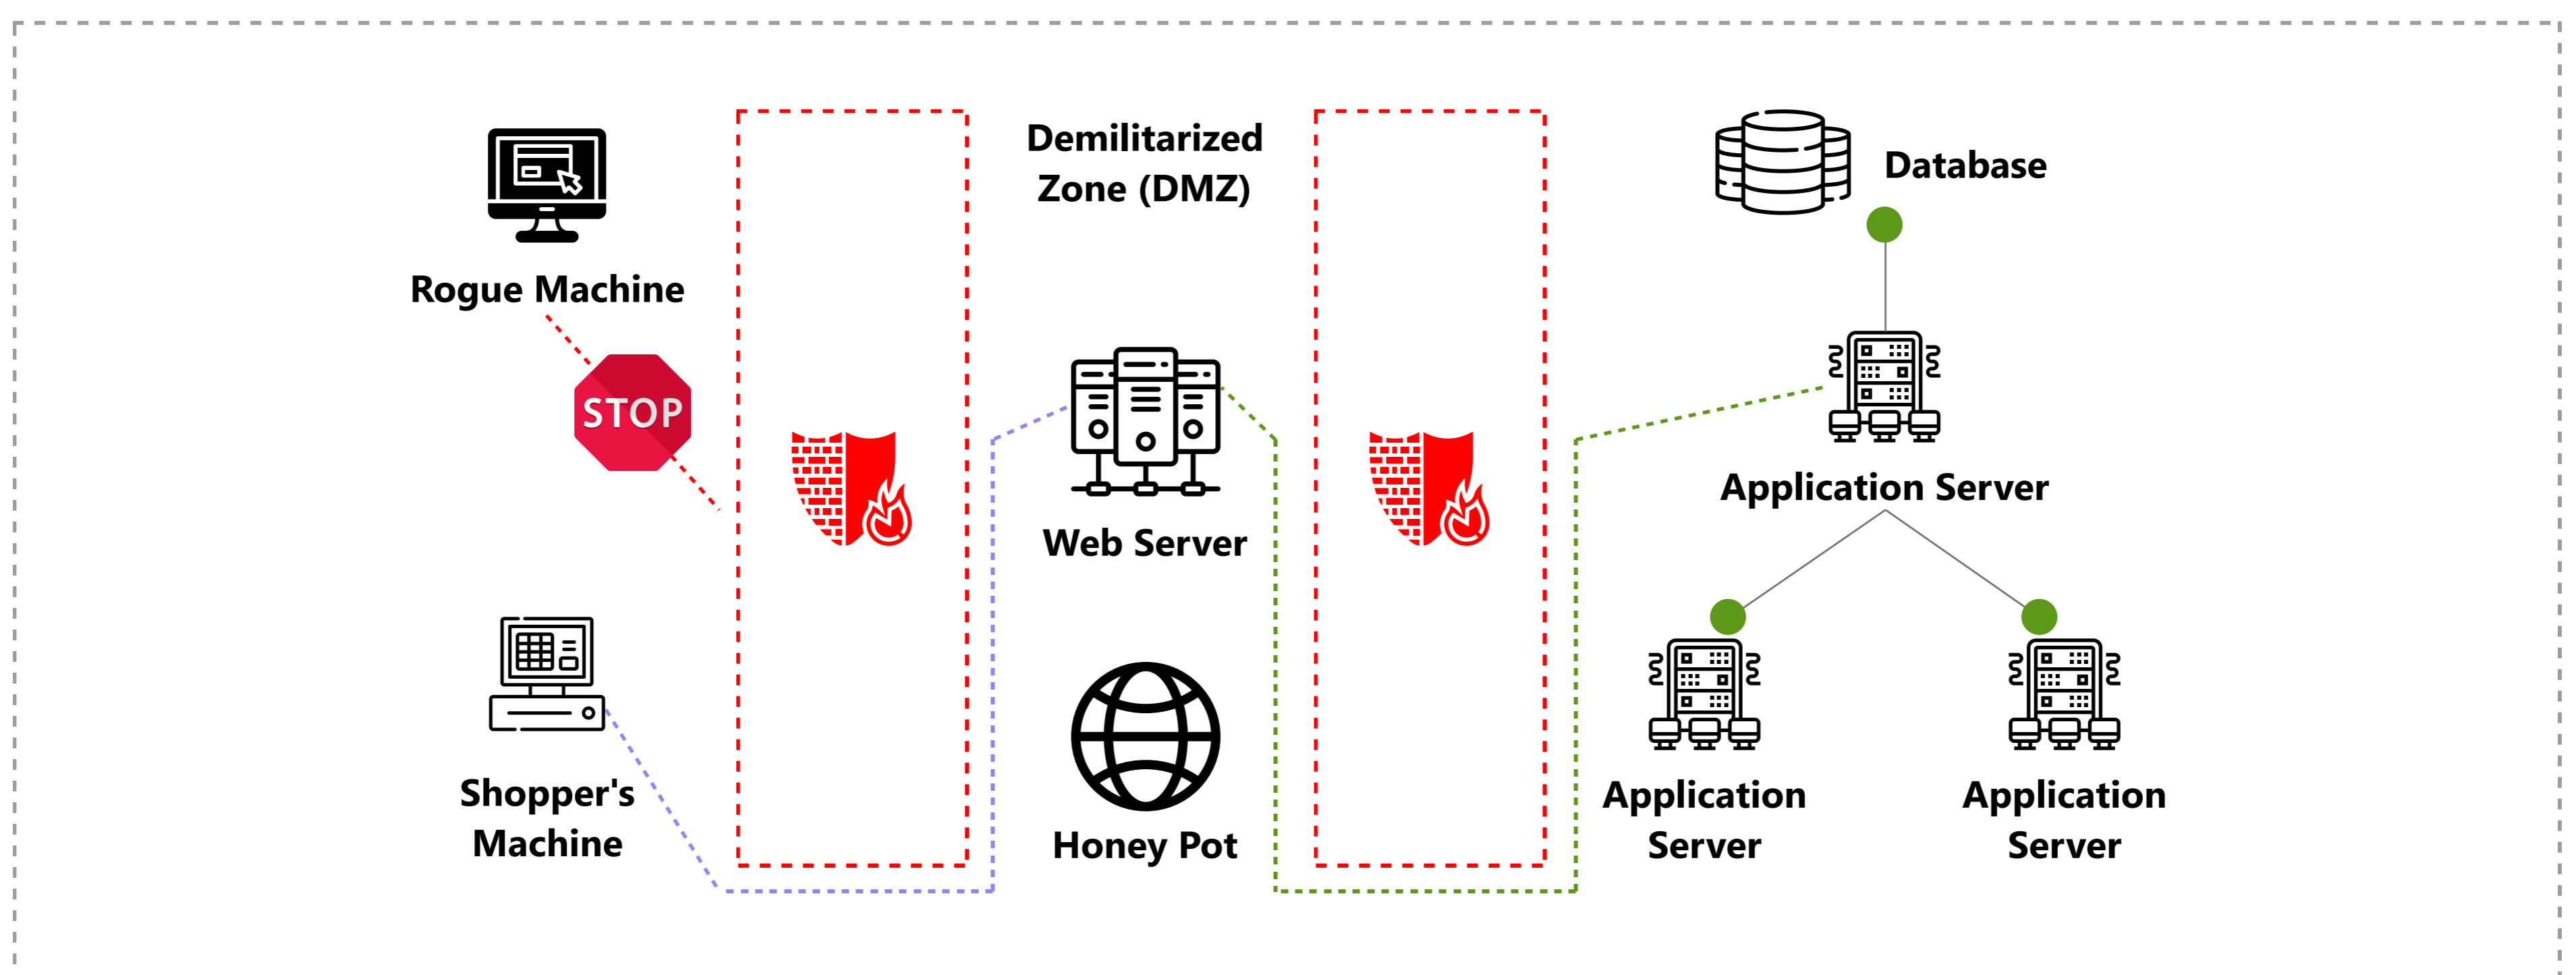 Rogue Machine
STOP
Shopper's
Machine
Demilitarized
Zone (DMZ)
Web Server
Honey Pot
Database
Application Server
Application
Server
Application
Server